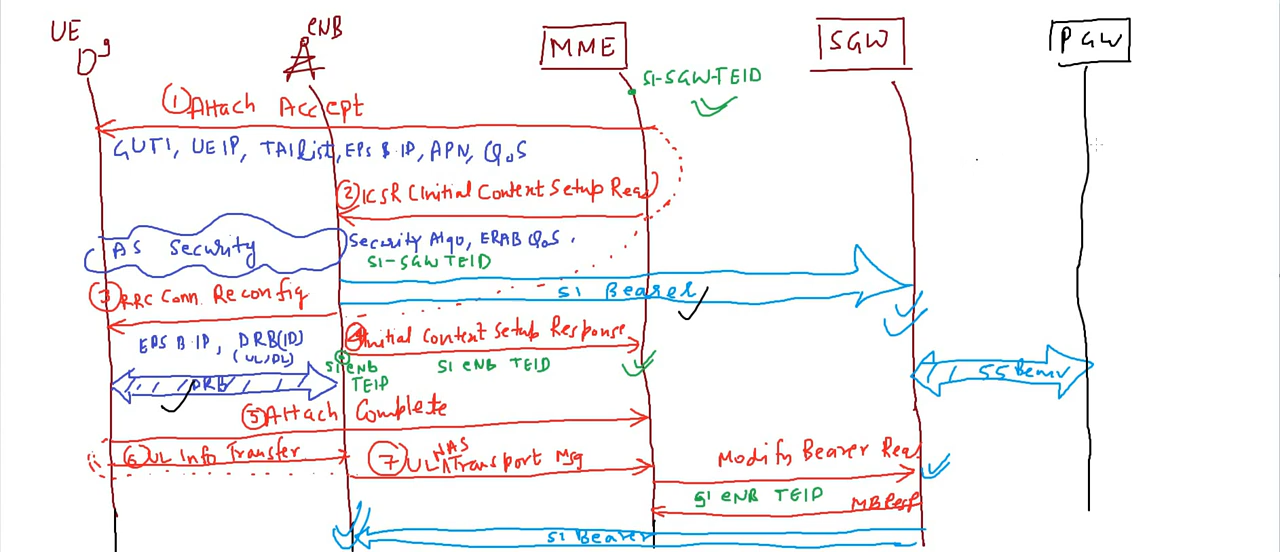 UE
eNB
MME
SGW
PGW
S1-SGW-TEID
① Attach Accept
GUTI, UE IP, TAI list, EPS B ID, APN, QoS
② ICSR (Initial Context Setup Req)
AS Security
Security Algo, ERAB QoS.
S1-SGW TEID
S1 Bearer
③ RRC Conn. Reconfig
④ Initial Context Setup Response
EPS B ID, DRB(ID)
(UL/DL)
S1 eNB
TEID
S1 eNB TEID
DRB
S5 Bearer
⑤ Attach Complete
⑥ UL Info Transfer
⑦ UL NAS Transport Msg
Modify Bearer Req
S1 eNB TEID
MB Resp
S1 Bearer